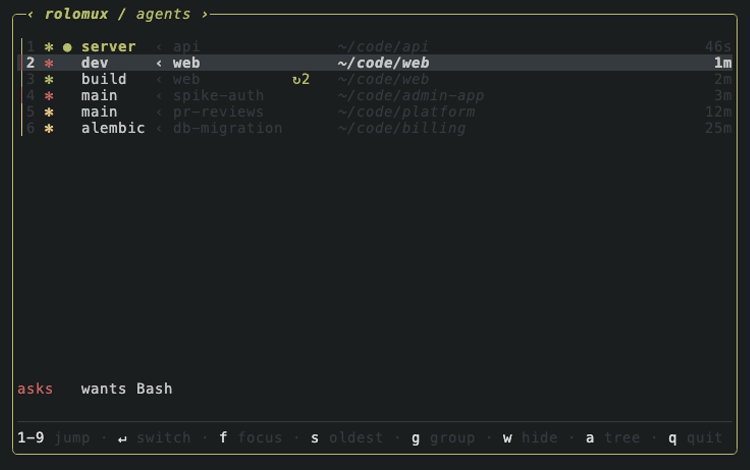 ‹ rolomux / agents ›
1 * ● server ‹ api ~/code/api 46s
2 * dev ‹ web ~/code/web 1m
3 * build ‹ web ↻2 ~/code/web 2m
4 * main ‹ spike-auth ~/code/admin-app 3m
5 * main ‹ pr-reviews ~/code/platform 12m
6 * alembic ‹ db-migration ~/code/billing 25m
asks wants Bash
1-9 jump · ↵ switch · f focus · s oldest · g group · w hide · a tree · q quit